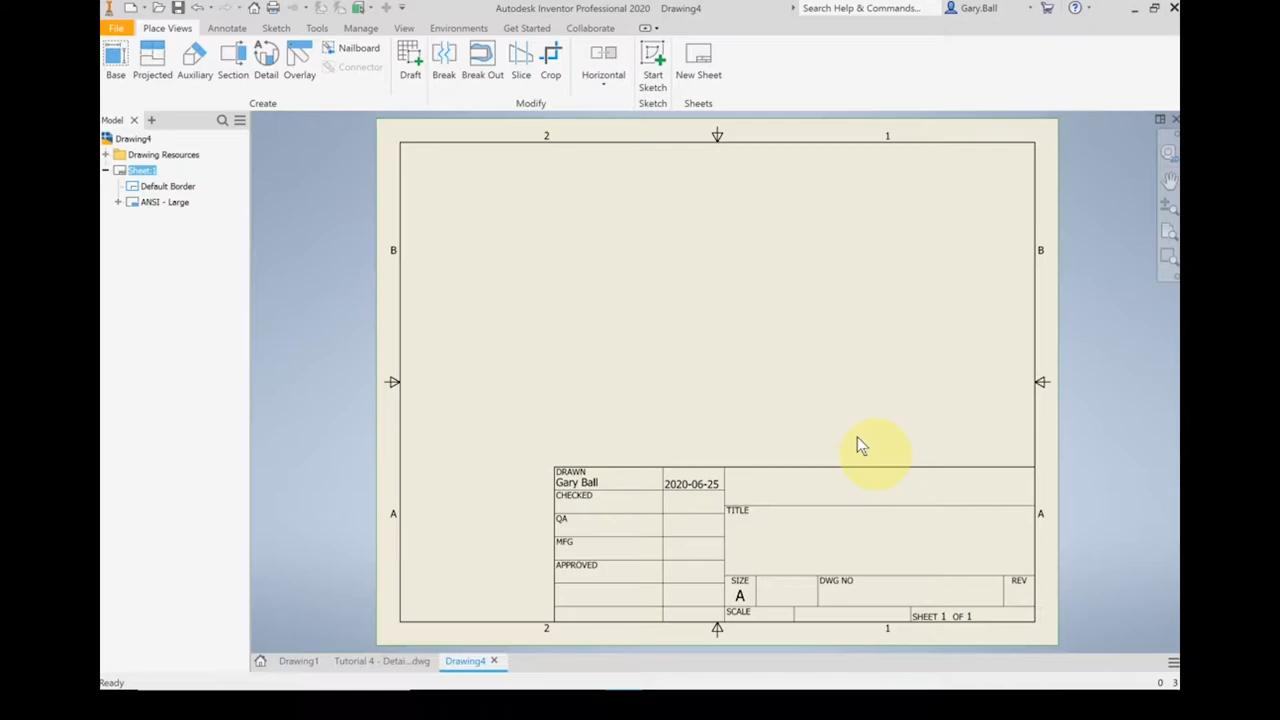 Autodesk Inventor Professional 2020 Drawing4
Search Help & Commands...
Gary.Ball
File Place Views Annotate Sketch Tools Manage View Environments Get Started Collaborate
Base Projected Auxiliary Section Detail Overlay
Nailboard
Connector
Draft Break Break Out Slice Crop Horizontal
Start
Sketch
New Sheet
Create Modify Sketch Sheets
Model
Drawing4
Drawing Resources
Sheet:1
Default Border
ANSI - Large
2 1
B B
DRAWN
Gary Ball 2020-06-25
CHECKED
TITLE
QA
MFG
APPROVED
A A
SIZE
A
DWG NO
REV
SCALE
SHEET 1 OF 1
2 1
Drawing1 Tutorial 4 - Detai...dwg Drawing4
Ready
0 3